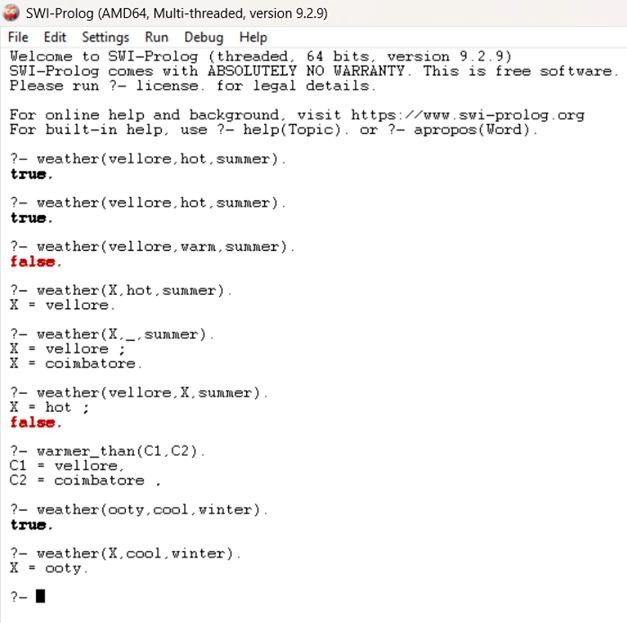 SWI-Prolog (AMD64, Multi-threaded, version 9.2.9)
File Edit Settings Run Debug Help
Welcome to SWI-Prolog (threaded, 64 bits, version 9.2.9)
SWI-Prolog comes with ABSOLUTELY NO WARRANTY. This is free software.
Please run ?- license. for legal details.
For online help and background, visit https://www.swi-prolog.org
For built-in help, use ?- help(Topic). or ?- apropos(Word).
?- weather(vellore,hot,summer).
true.
?- weather(vellore,hot,summer).
true.
?- weather(vellore,warm,summer).
false.
?- weather(X,hot,summer).
X = vellore.
?- weather(X,_,summer).
X = vellore ;
X = coimbatore.
?- weather(vellore,X,summer).
X = hot ;
false.
?- warmer_than(C1,C2).
C1 = vellore,
C2 = coimbatore .
?- weather(ooty,cool,winter).
true.
?- weather(X,cool,winter).
X = ooty.
?-